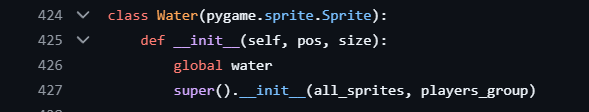 424 class Water(pygame.sprite.Sprite):
425 def __init__(self, pos, size):
426 global water
427 super().__init__(all_sprites, players_group)